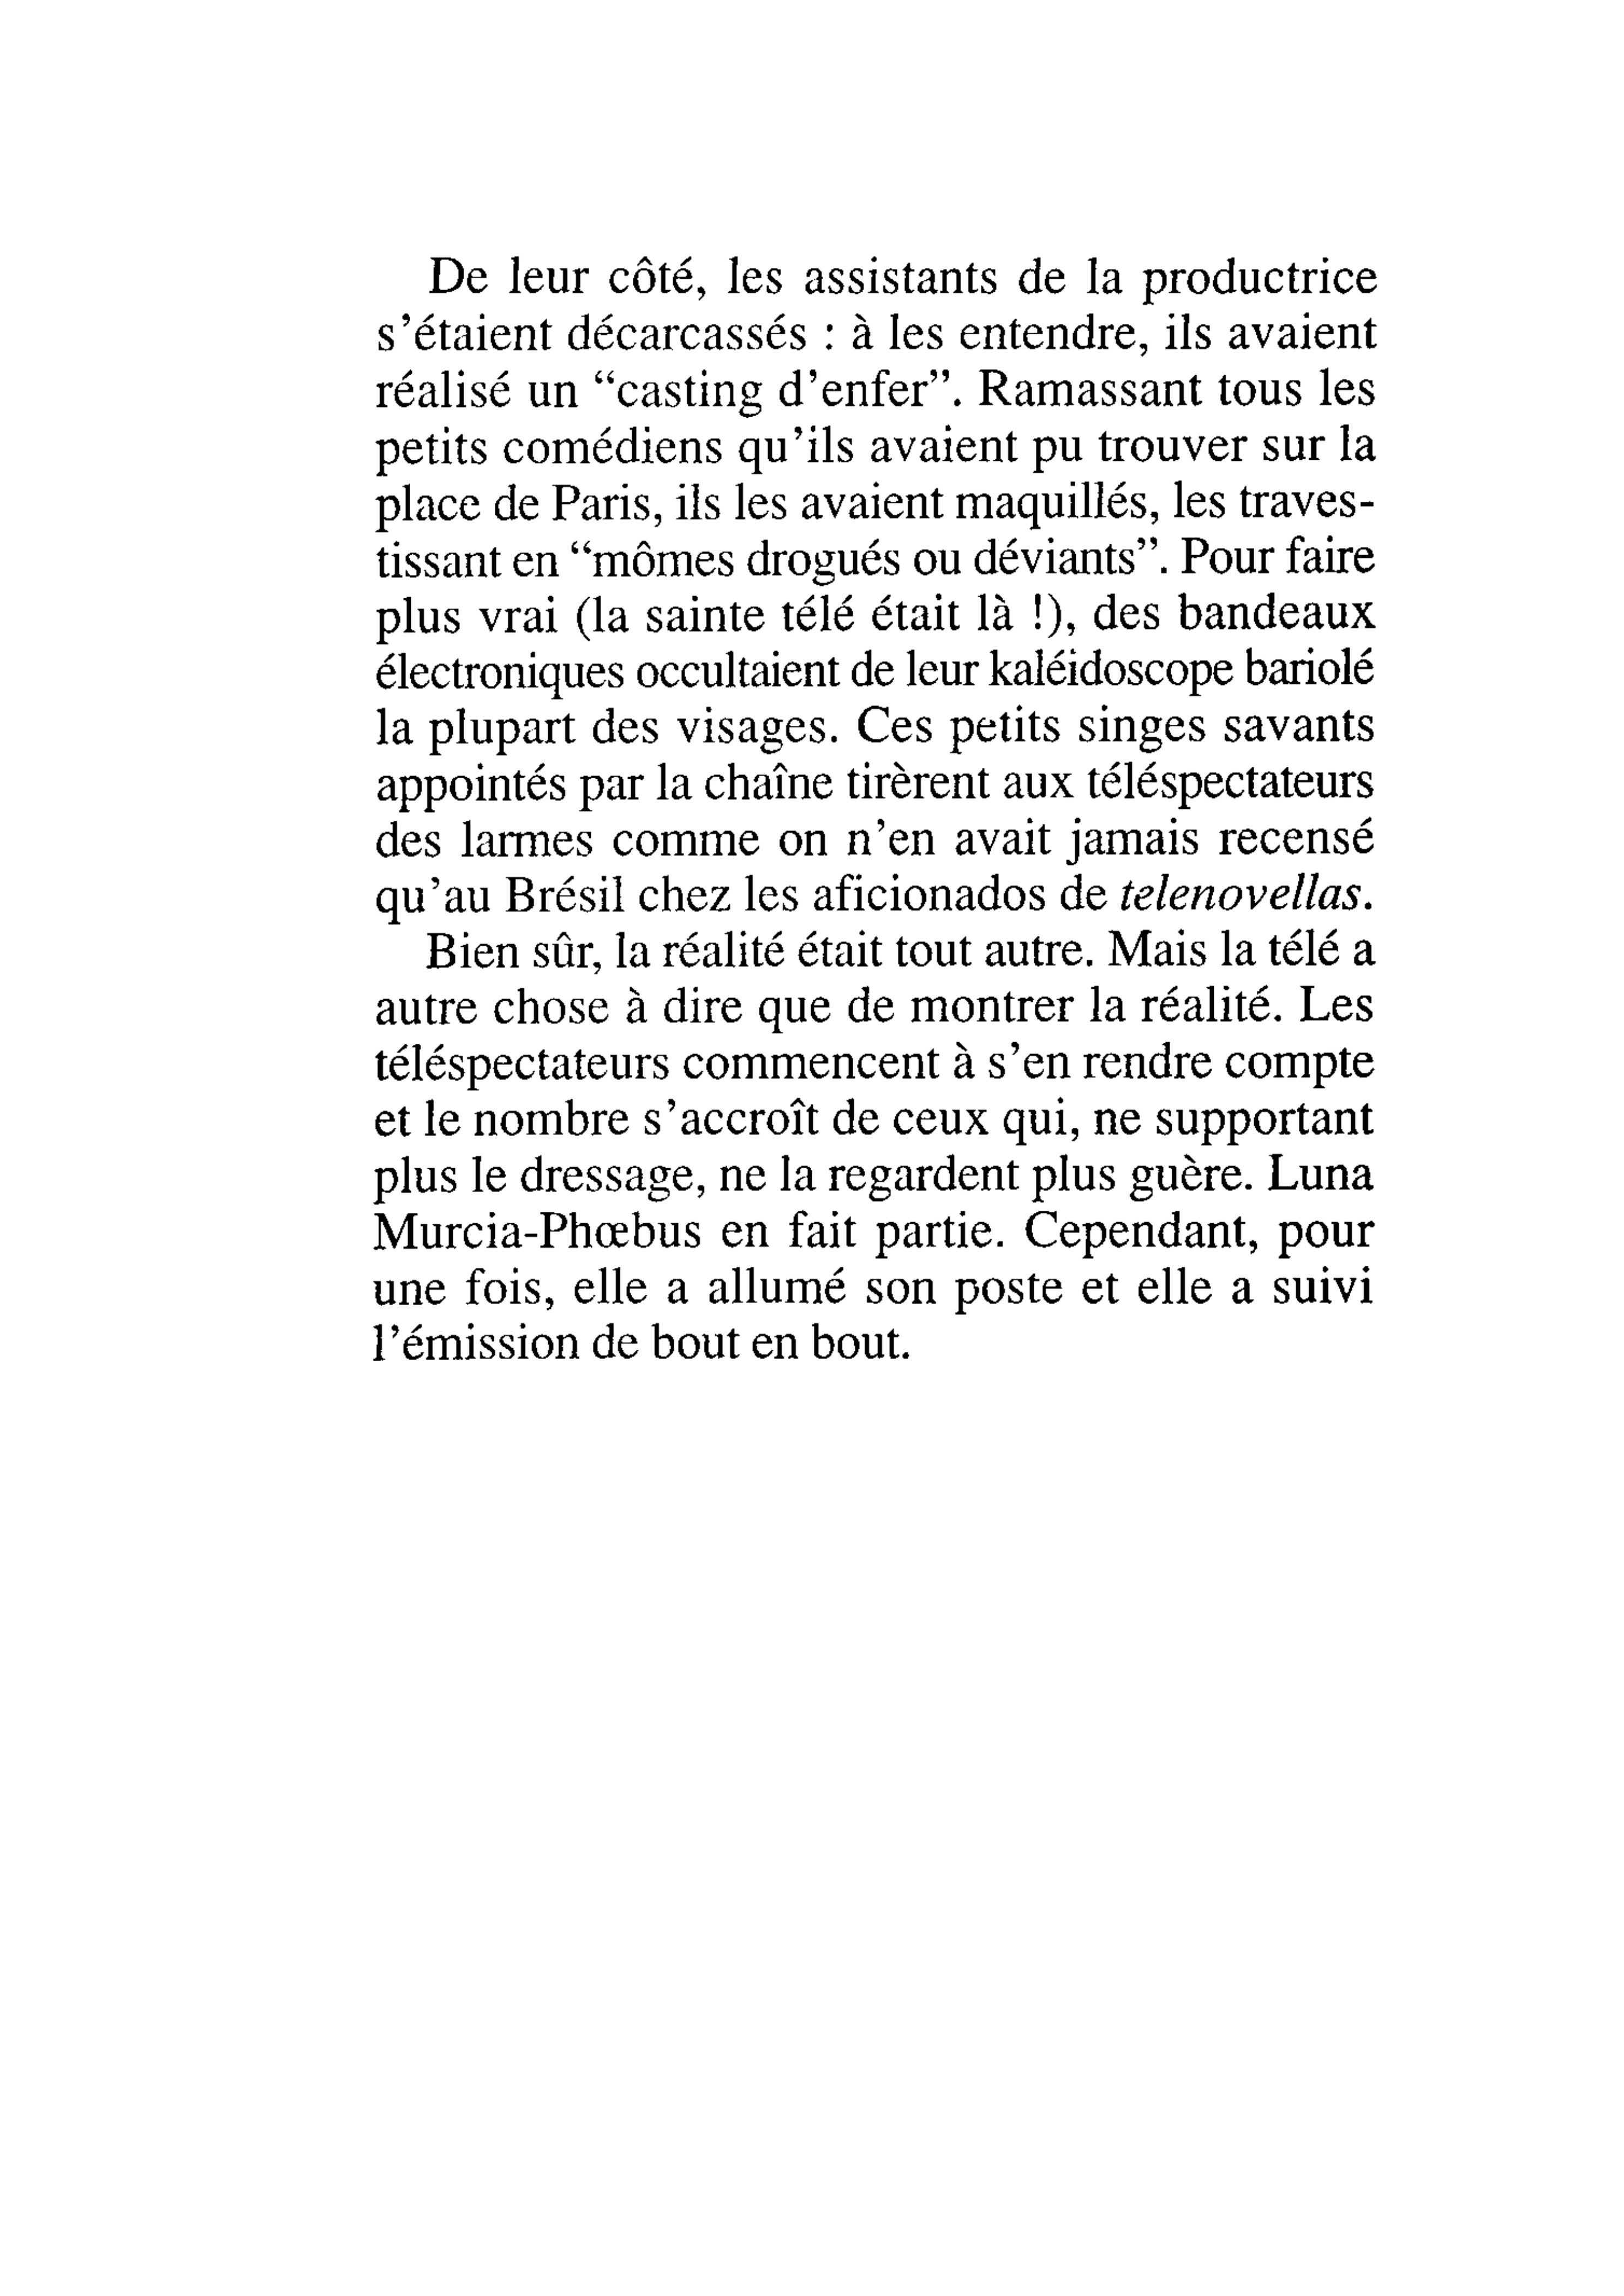 De leur côté, les assistants de la productrice
s'étaient décarcassés : à les entendre, ils avaient
réalisé un “casting d'enfer”. Ramassant tous les
petits comédiens qu'ils avaient pu trouver sur la
place de Paris, ils les avaient maquillés, les traves-
tissant en “mômes drogués ou déviants”. Pour faire
plus vrai (la sainte télé était là !), des bandeaux
électroniques occultaient de leur kaléidoscope bariolé
la plupart des visages. Ces petits singes savants
appointés par la chaîne tirèrent aux téléspectateurs
des larmes comme on n'en avait jamais recensé
qu'au Brésil chez les aficionados de telenovellas.
Bien sûr, la réalité était tout autre. Mais la télé a
autre chose à dire que de montrer la réalité. Les
téléspectateurs commencent à s'en rendre compte
et le nombre s'accroît de ceux qui, ne supportant
plus le dressage, ne la regardent plus guère. Luna
Murcia-Phœbus en fait partie. Cependant, pour
une fois, elle a allumé son poste et elle a suivi
l'émission de bout en bout.